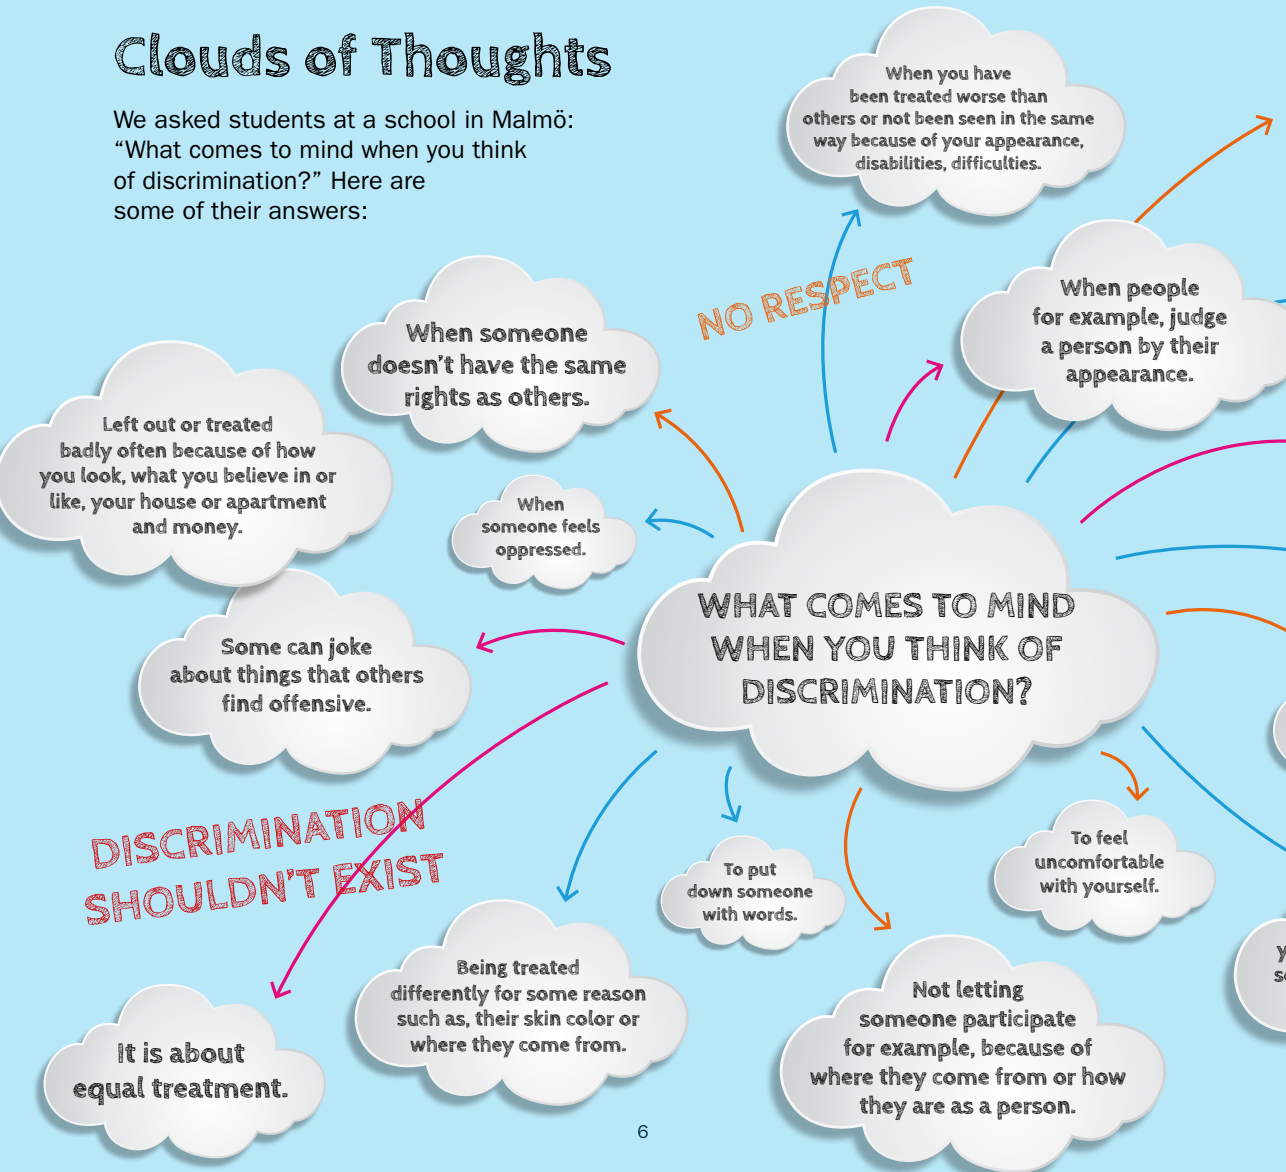 Clouds of Thoughts
We asked students at a school in Malmö:
“What comes to mind when you think
of discrimination?” Here are
some of their answers:
When you have
been treated worse than
others or not been seen in the same
way because of your appearance,
disabilities, difficulties.
NO RESPECT
When people
for example, judge
a person by their
appearance.
When someone
doesn't have the same
rights as others.
Left out or treated
badly often because of how
you look, what you believe in or
like, your house or apartment
and money.
When
someone feels
oppressed.
WHAT COMES TO MIND
WHEN YOU THINK OF
DISCRIMINATION?
Some can joke
about things that others
find offensive.
DISCRIMINATION
SHOULDN'T EXIST
To put
down someone
with words.
To feel
uncomfortable
with yourself.
Being treated
differently for some reason
such as, their skin color or
where they come from.
Not letting
someone participate
for example, because of
where they come from or how
they are as a person.
It is about
equal treatment.
6